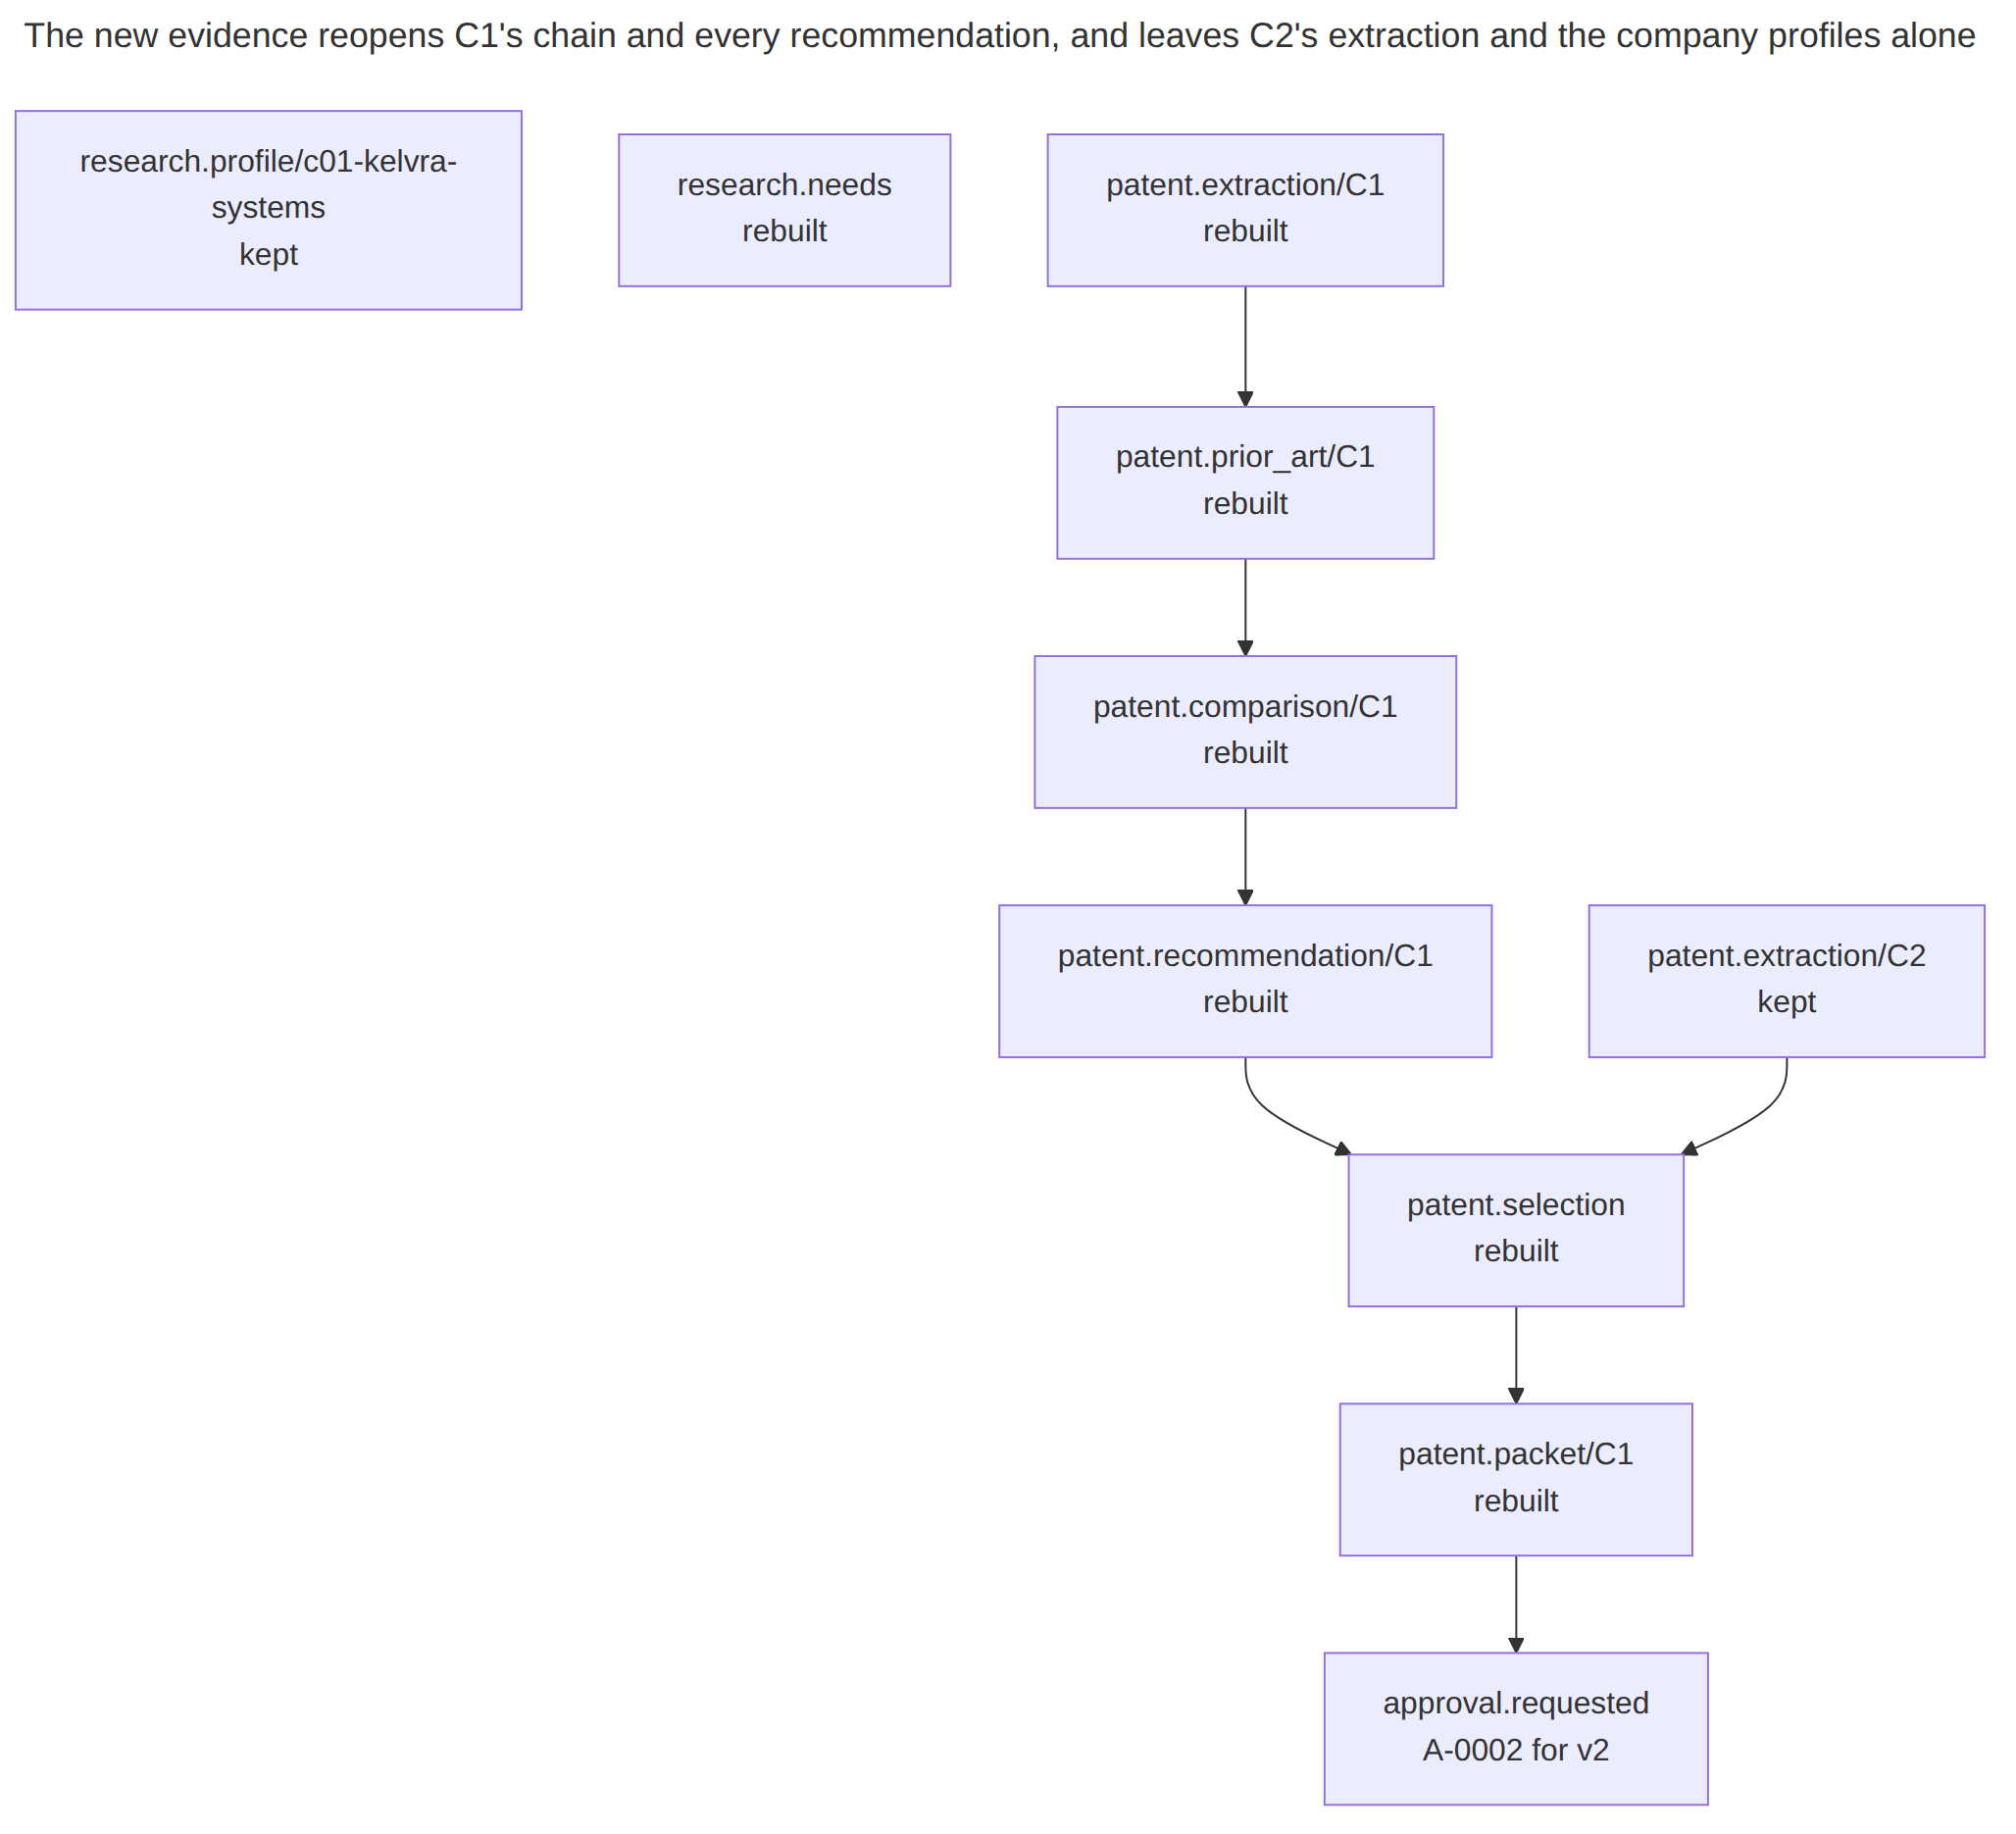 The new evidence reopens C1's chain and every recommendation, and leaves C2's extraction and the company profiles alone
research.profile/c01-kelvra-
systems
kept
research.needs
rebuilt
patent.extraction/C1
rebuilt
patent.prior_art/C1
rebuilt
patent.comparison/C1
rebuilt
patent.recommendation/C1
rebuilt
patent.extraction/C2
kept
patent.selection
rebuilt
patent.packet/C1
rebuilt
approval.requested
A-0002 for v2